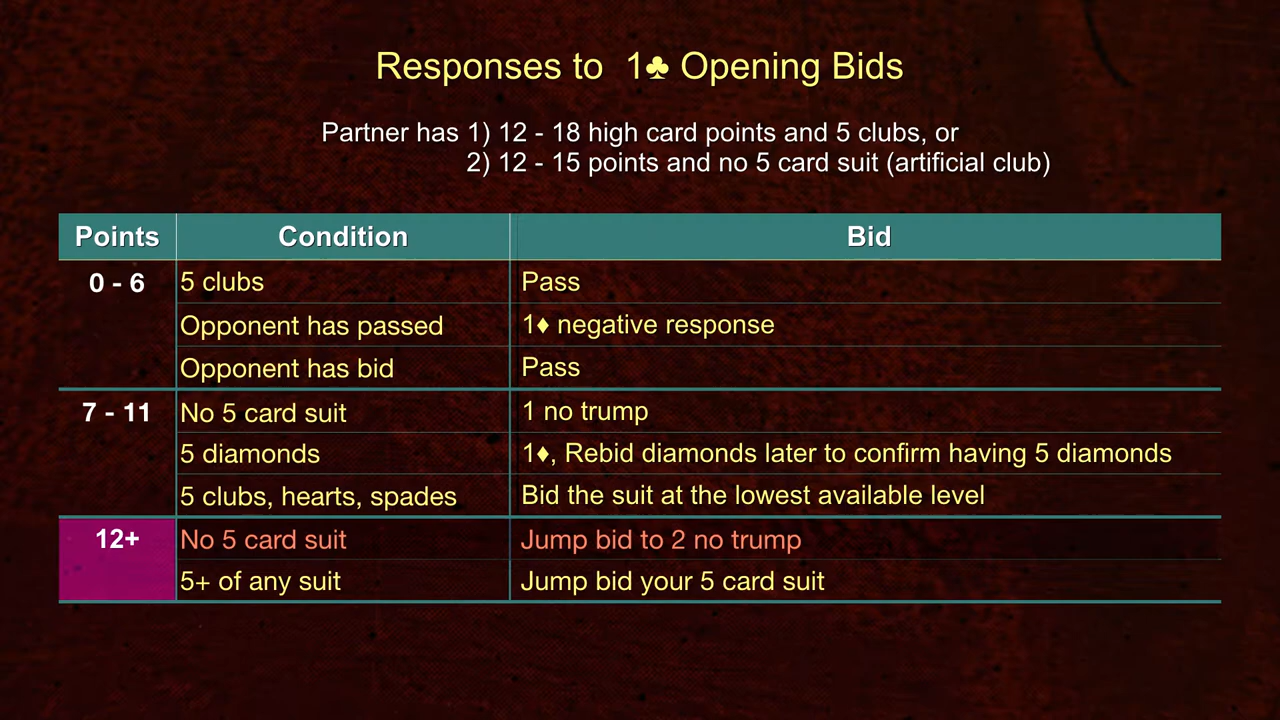 Responses to 1♣ Opening Bids
Partner has 1) 12 - 18 high card points and 5 clubs, or
2) 12 - 15 points and no 5 card suit (artificial club)
Points Condition Bid
0 - 6 5 clubs Pass
Opponent has passed 1♦ negative response
Opponent has bid Pass
7 - 11 No 5 card suit 1 no trump
5 diamonds 1♦, Rebid diamonds later to confirm having 5 diamonds
5 clubs, hearts, spades Bid the suit at the lowest available level
12+ No 5 card suit Jump bid to 2 no trump
5+ of any suit Jump bid your 5 card suit